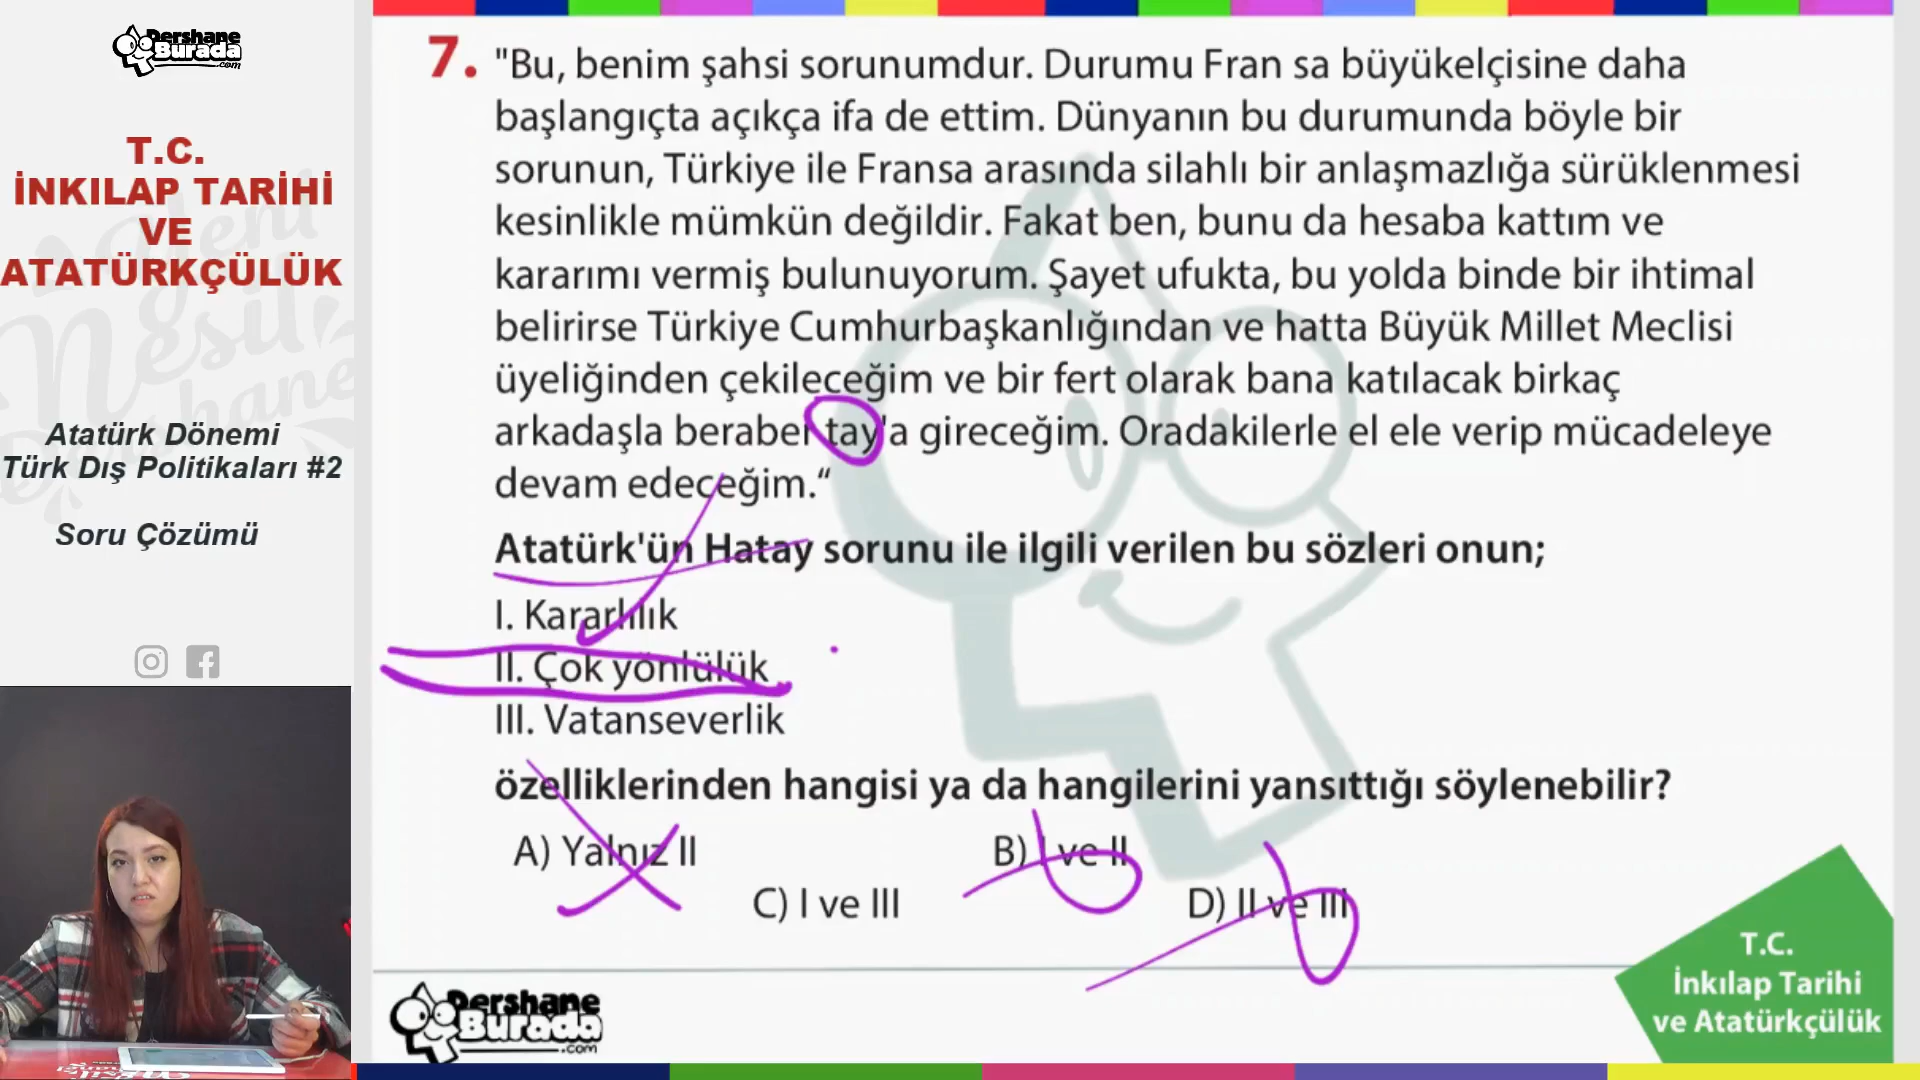 Dershane
Burada
.com
T.C.
İNKILAP TARİHİ
VE
ATATÜRKÇÜLÜK
Atatürk Dönemi
Türk Dış Politikaları #2
Soru Çözümü
7. "Bu, benim şahsi sorunumdur. Durumu Fran sa büyükelçisine daha
başlangıçta açıkça ifa de ettim. Dünyanın bu durumunda böyle bir
sorunun, Türkiye ile Fransa arasında silahlı bir anlaşmazlığa sürüklenmesi
kesinlikle mümkün değildir. Fakat ben, bunu da hesaba kattım ve
kararımı vermiş bulunuyorum. Şayet ufukta, bu yolda binde bir ihtimal
belirirse Türkiye Cumhurbaşkanlığından ve hatta Büyük Millet Meclisi
üyeliğinden çekileceğim ve bir fert olarak bana katılacak birkaç
arkadaşla beraber tay'a gireceğim. Oradakilerle el ele verip mücadeleye
devam edeceğim.“
Atatürk'ün Hatay sorunu ile ilgili verilen bu sözleri onun;
I. Kararlılık
II. Çok yönlülük
III. Vatanseverlik
özelliklerinden hangisi ya da hangilerini yansıttığı söylenebilir?
A) Yalnız II B) I ve II
C) I ve III D) II ve III
Dershane
Burada
.com
T.C.
İnkılap Tarihi
ve Atatürkçülük